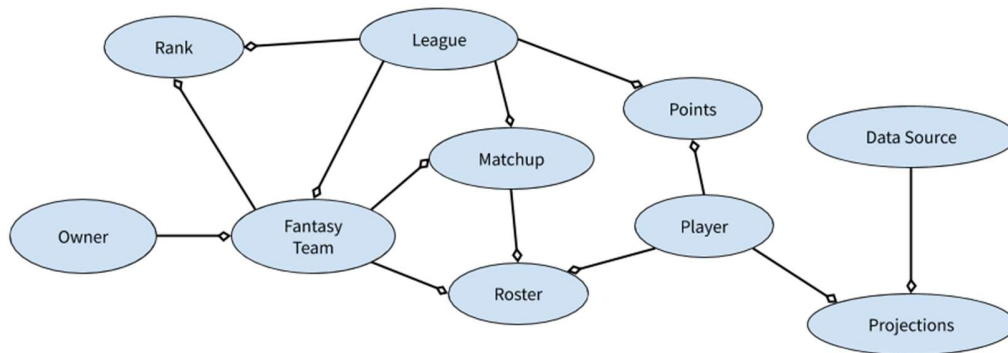 League
Rank
Points
Data Source
Matchup
Fantasy
Team
Player
Owner
Roster
Projections